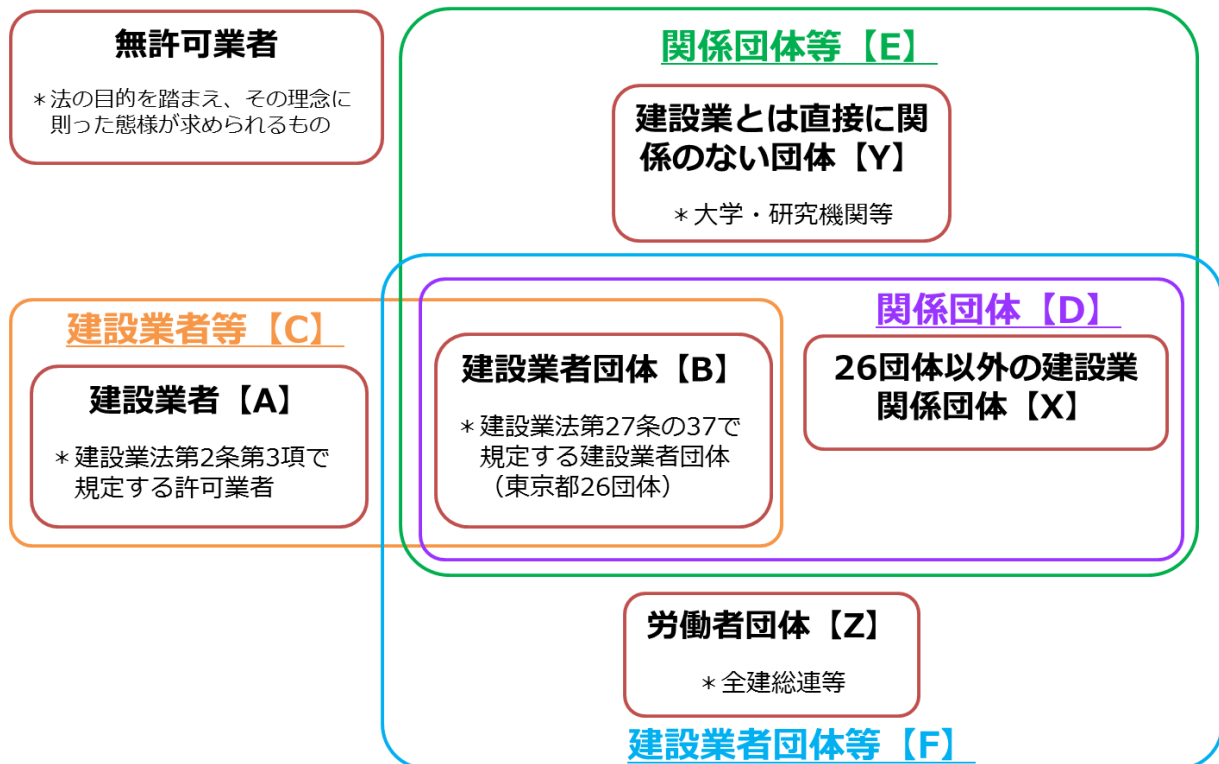 無許可業者
＊法の目的を踏まえ、その理念に
則った態様が求められるもの
関係団体等【E】
建設業とは直接に関
係のない団体【Y】
＊大学・研究機関等
建設業者等【C】
建設業者【A】
＊建設業法第2条第3項で
規定する許可業者
建設業者団体【B】
＊建設業法第27条の37で
規定する建設業者団体
（東京都26団体）
関係団体【D】
26団体以外の建設業
関係団体【X】
労働者団体【Z】
＊全建総連等
建設業者団体等【F】